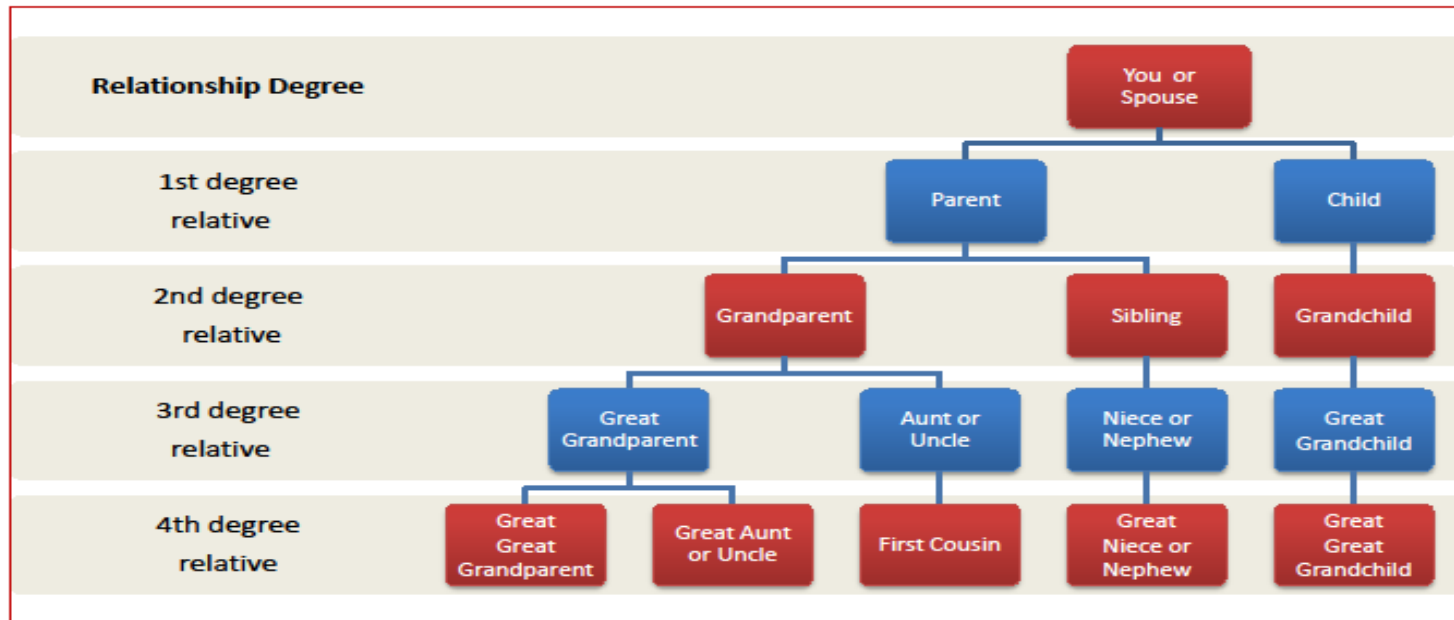 Relationship Degree
You or
Spouse
1st degree
relative
Parent
Child
2nd degree
relative
Grandparent
Sibling
Grandchild
3rd degree
relative
Great
Grandparent
Aunt or
Uncle
Niece or
Nephew
Great
Grandchild
4th degree
relative
Great
Great
Grandparent
Great Aunt
or Uncle
First Cousin
Great
Niece or
Nephew
Great
Great
Grandchild